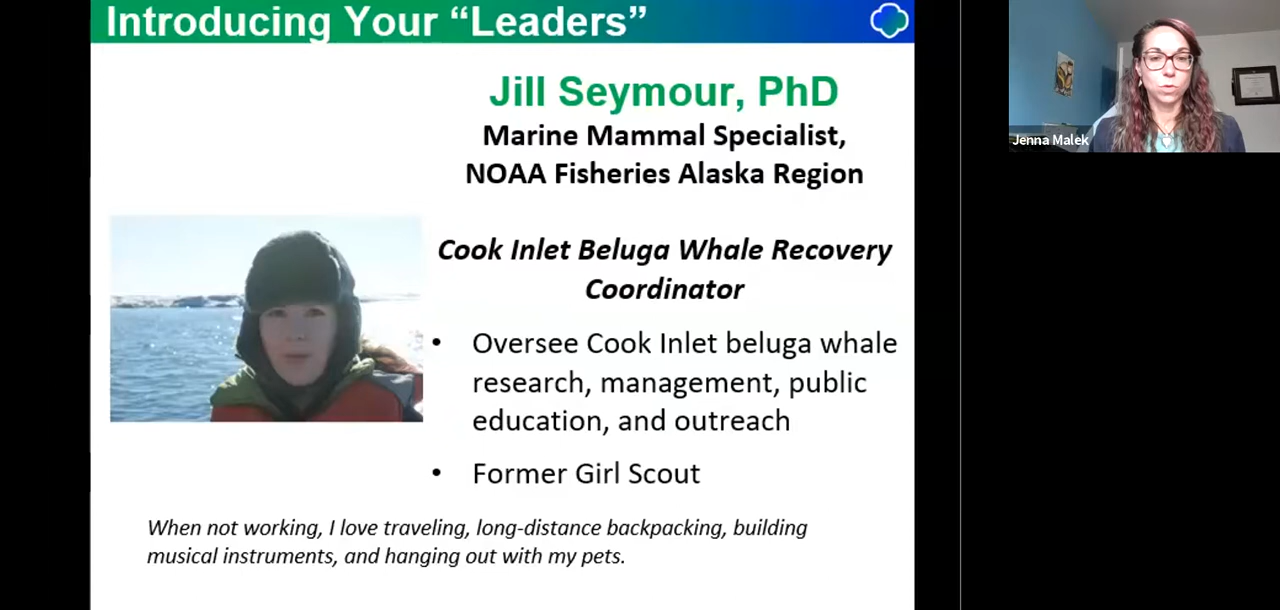 Introducing Your “Leaders”
Jill Seymour, PhD
Marine Mammal Specialist,
NOAA Fisheries Alaska Region
Cook Inlet Beluga Whale Recovery
Coordinator
• Oversee Cook Inlet beluga whale
research, management, public
education, and outreach
• Former Girl Scout
When not working, I love traveling, long-distance backpacking, building
musical instruments, and hanging out with my pets.
Jenna Malek